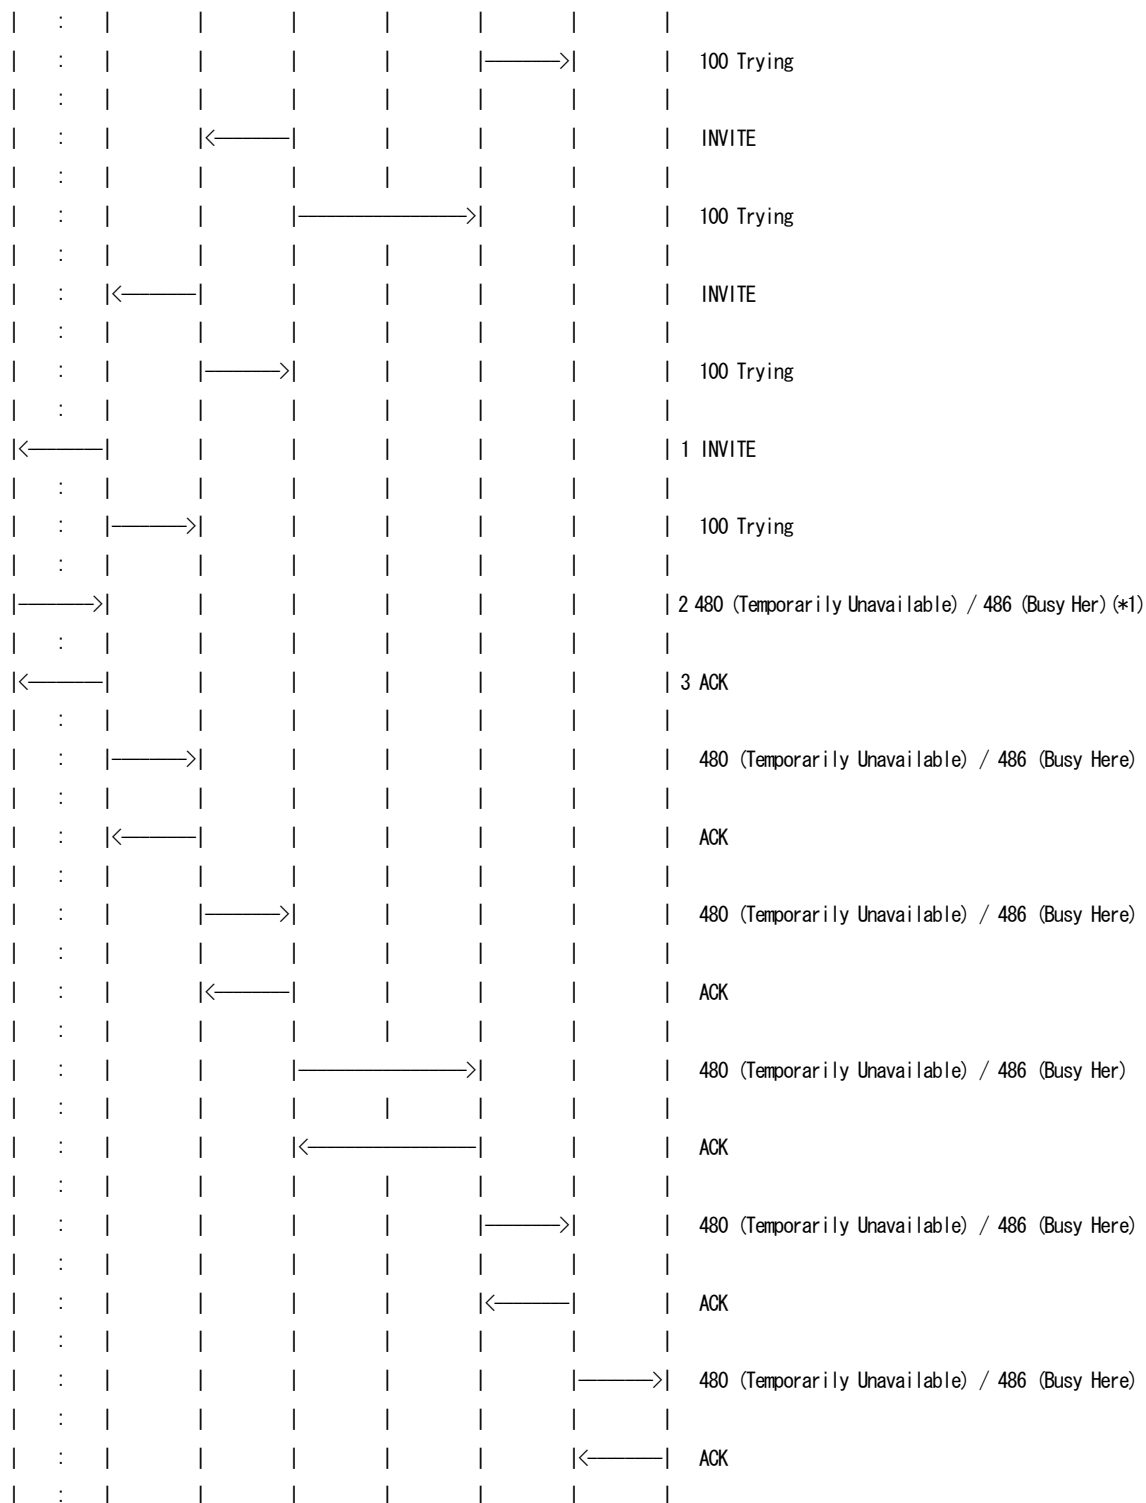 100 Trying
INVITE
100 Trying
INVITE
100 Trying
1 INVITE
100 Trying
2 480 (Temporarily Unavailable) / 486 (Busy Her)(*1)
3 ACK
480 (Temporarily Unavailable) / 486 (Busy Here)
ACK
480 (Temporarily Unavailable) / 486 (Busy Here)
ACK
480 (Temporarily Unavailable) / 486 (Busy Her)
ACK
480 (Temporarily Unavailable) / 486 (Busy Here)
ACK
480 (Temporarily Unavailable) / 486 (Busy Here)
ACK